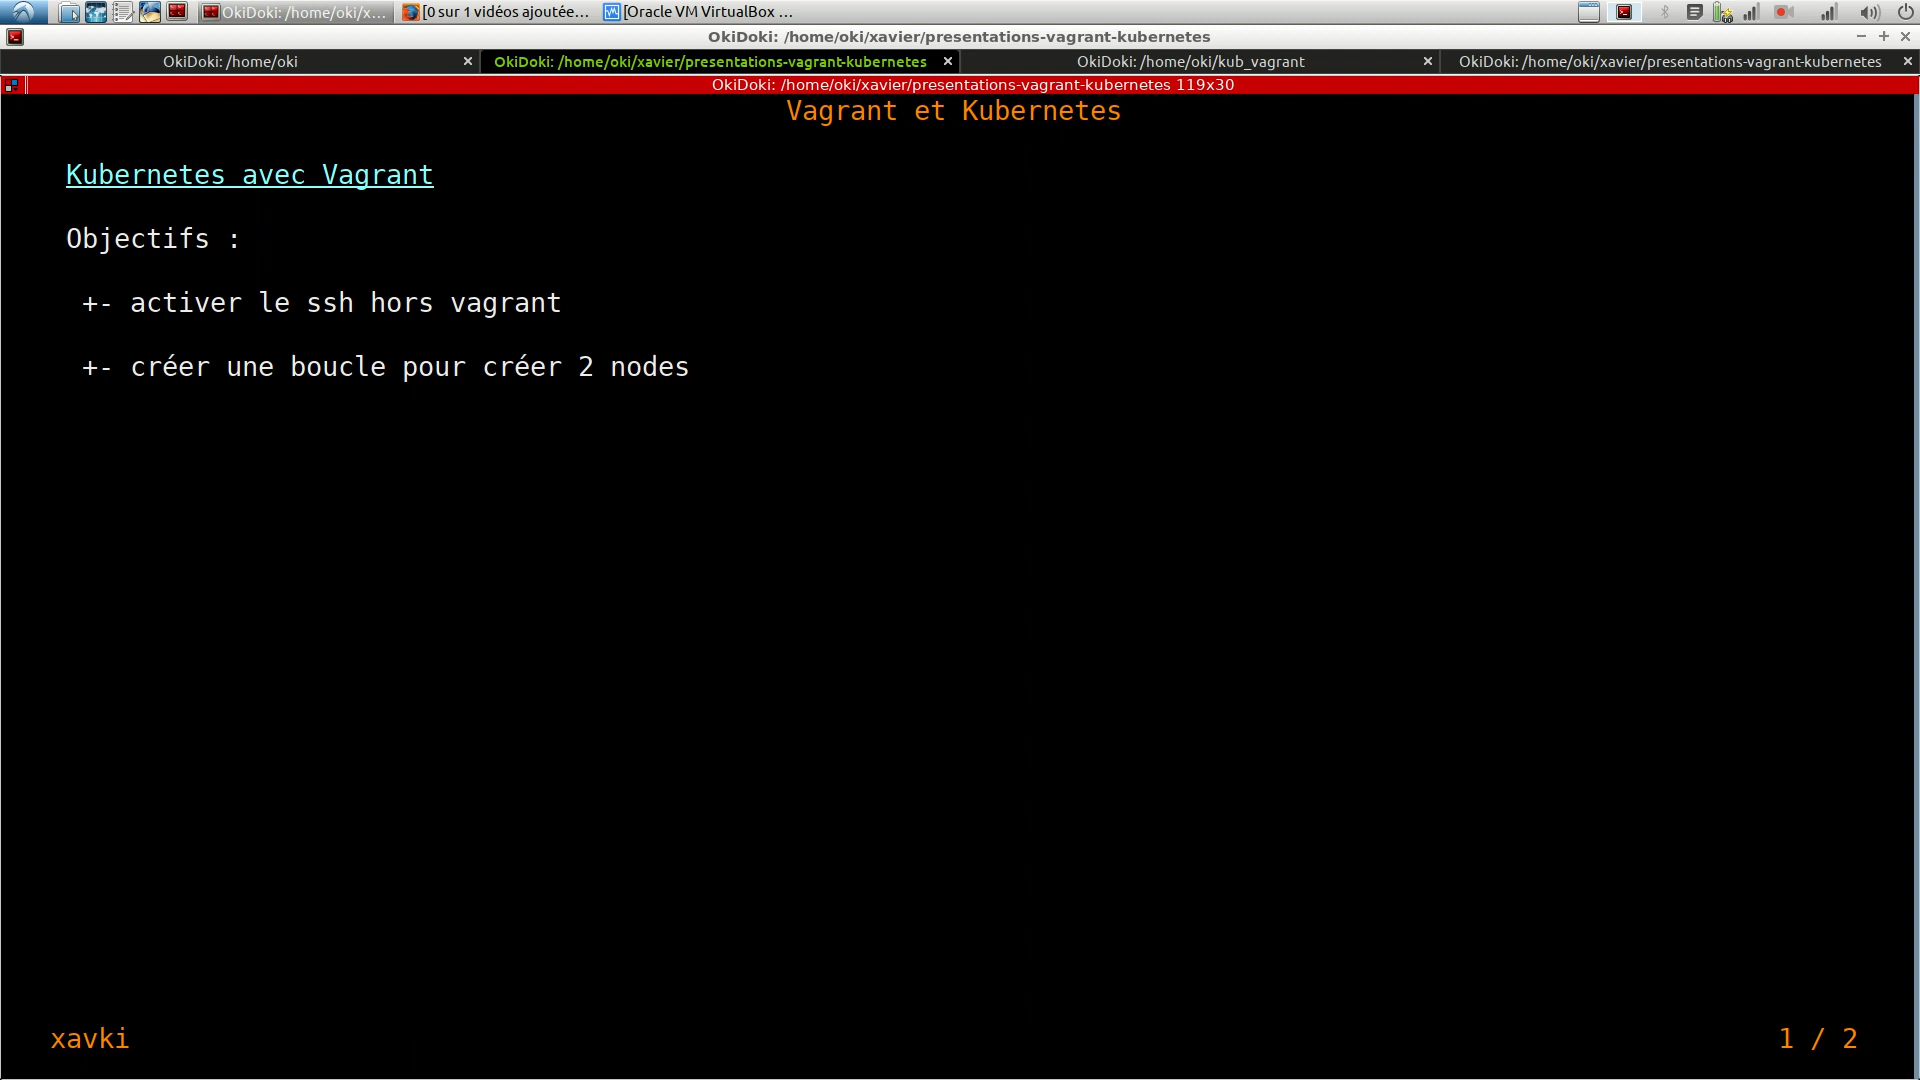 OkiDoki: /home/oki/x...
[0 sur 1 vidéos ajoutée...
[Oracle VM VirtualBox ...
OkiDoki: /home/oki/xavier/presentations-vagrant-kubernetes
OkiDoki: /home/oki
OkiDoki: /home/oki/xavier/presentations-vagrant-kubernetes
OkiDoki: /home/oki/kub_vagrant
OkiDoki: /home/oki/xavier/presentations-vagrant-kubernetes
OkiDoki: /home/oki/xavier/presentations-vagrant-kubernetes 119x30
Vagrant et Kubernetes
Kubernetes avec Vagrant
Objectifs :
+- activer le ssh hors vagrant
+- créer une boucle pour créer 2 nodes
xavki
1 / 2